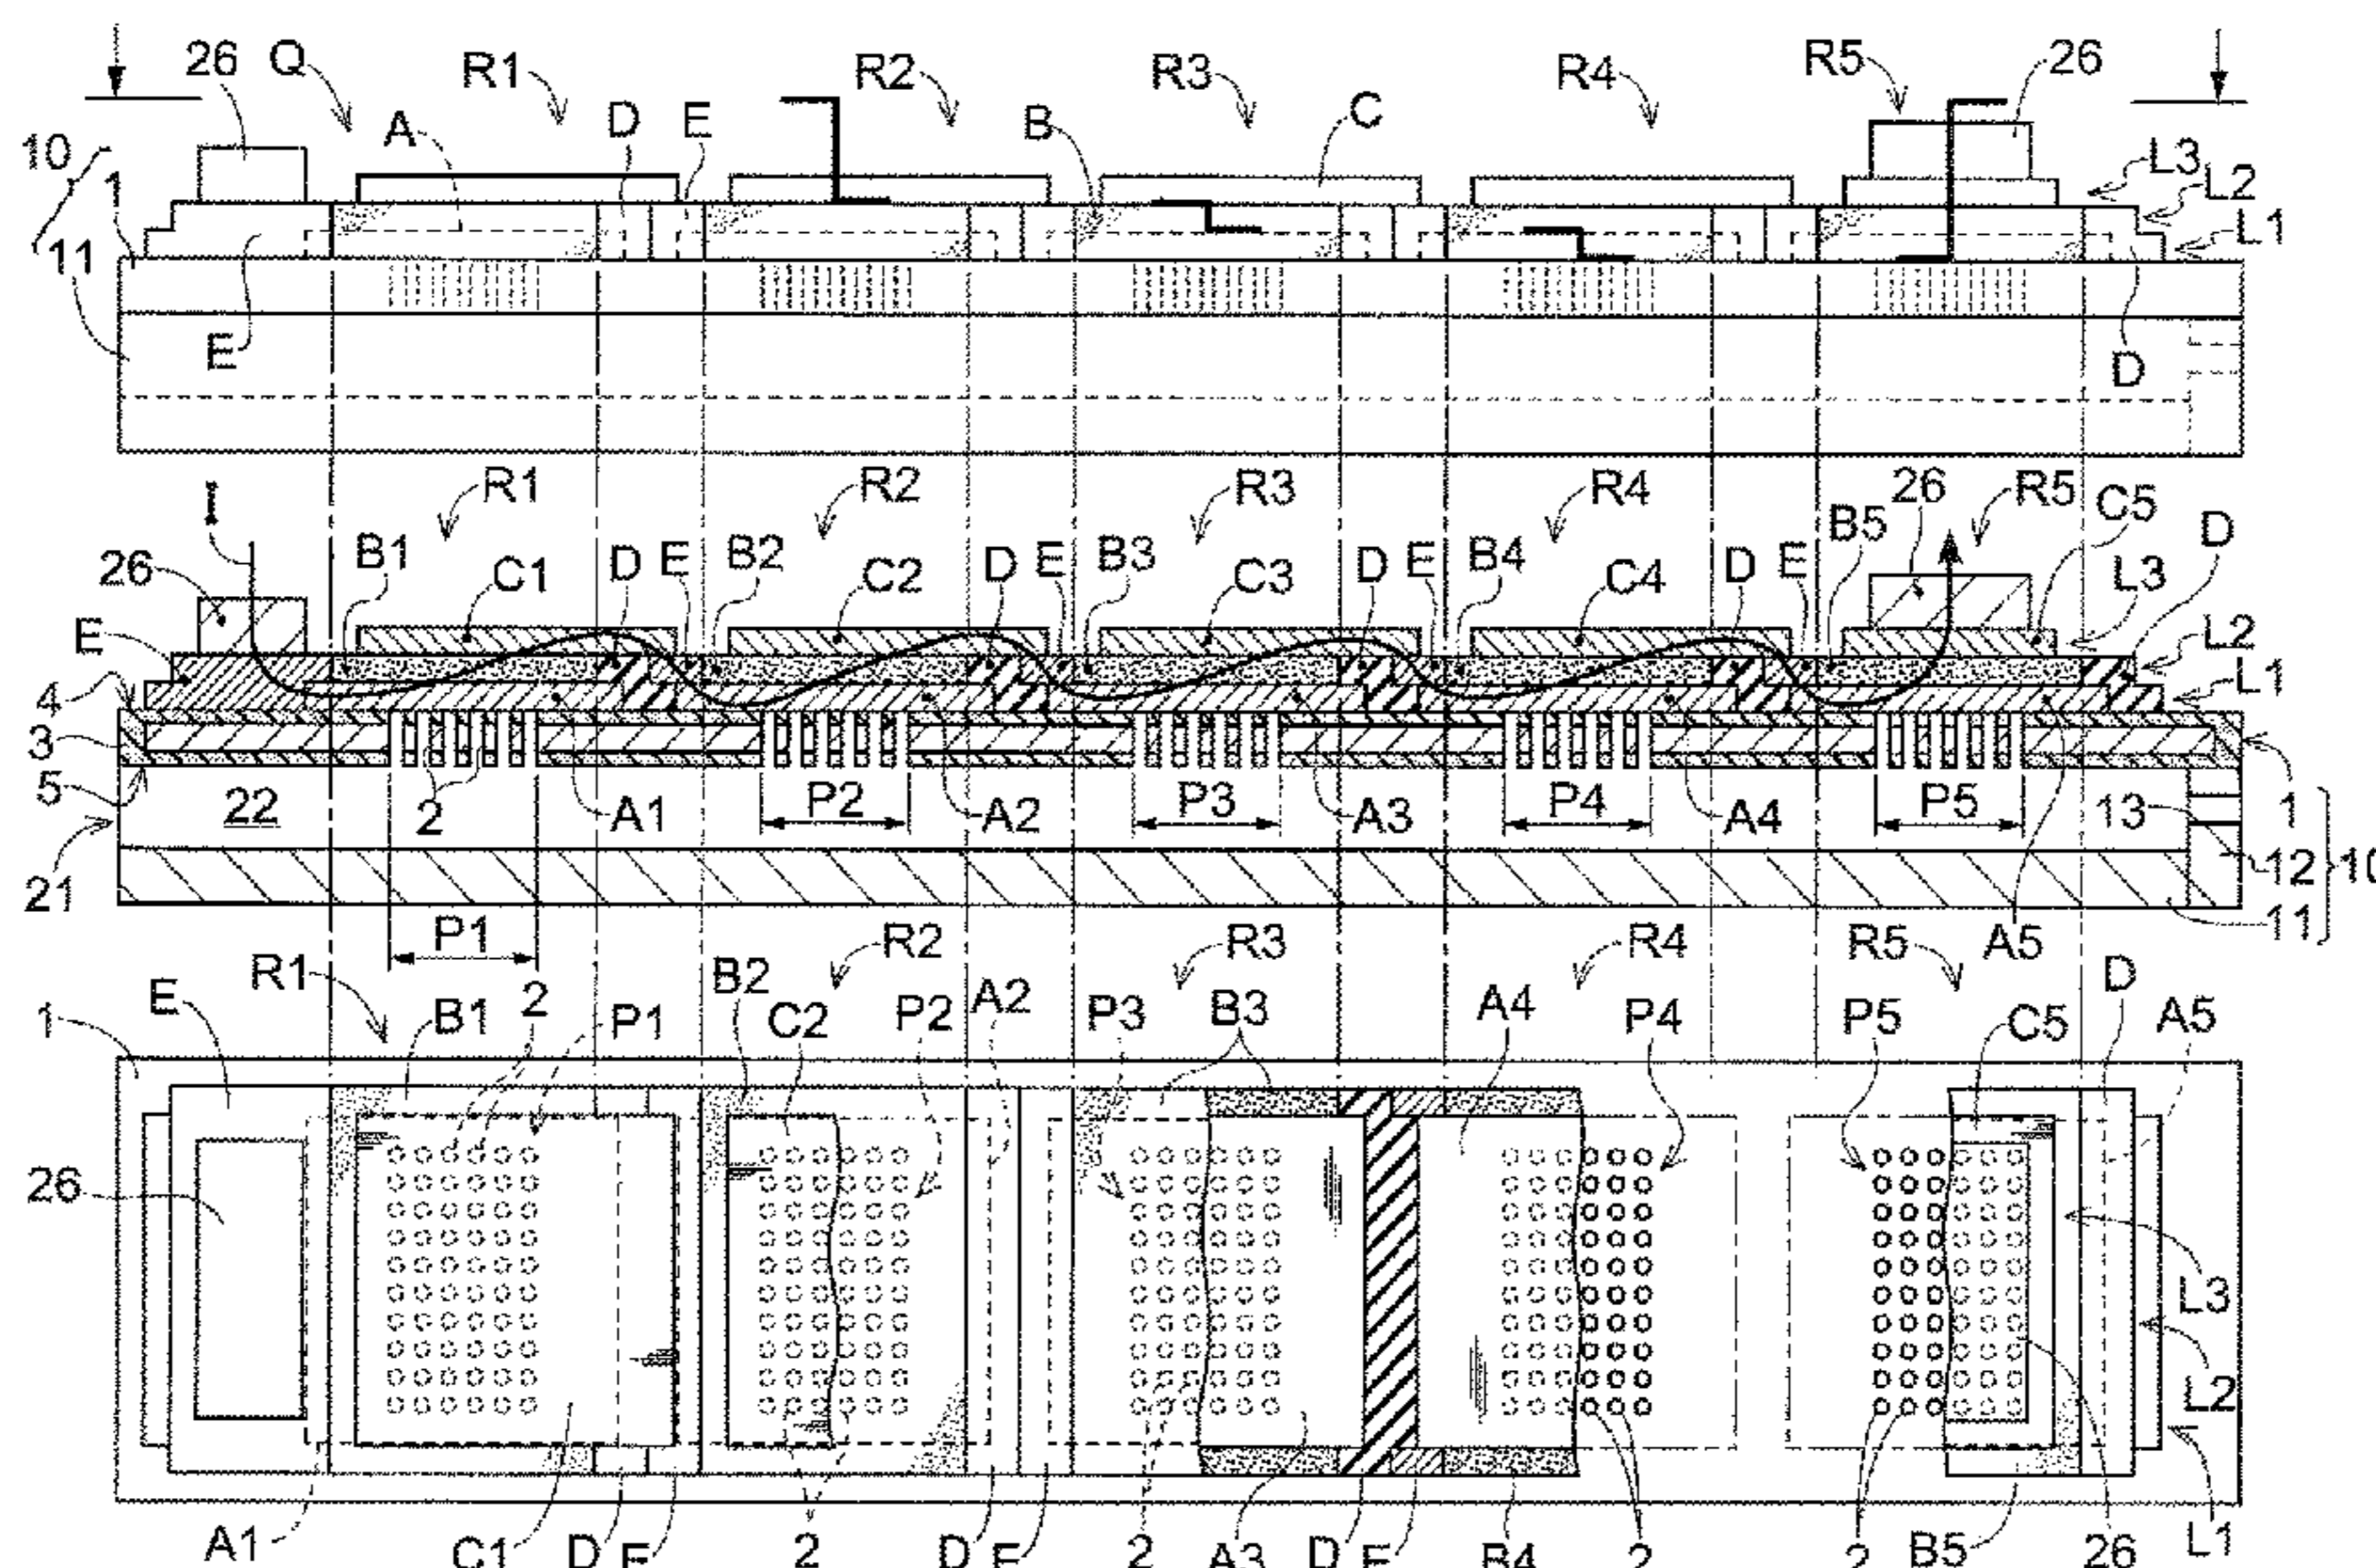 26 Q R1 R2 R3 R4 R5 26
10 A D E B C L3
1 L2
11 L1
E D
I R1 R2 R3 R4 26 R5 C5
26 B1 C1 D E B2 C2 D E B3 C3 D E B4 C4 D E B5 L3 D
E L2
4 L1
3
5 22 2 A1 P2 A2 P3 A3 P4 A4 P5 13 1
21 12 10
P1 R2 R3 R4 R5 A5 11
R1 B2 D
E B1 2 P1 C2 P2 A2 P3 B3 A4 P4 P5 C5 A5
1
26
L3
L2
A1 C1 D E 2 D E 2 A3 D E B4 2 2 B5 26 L1